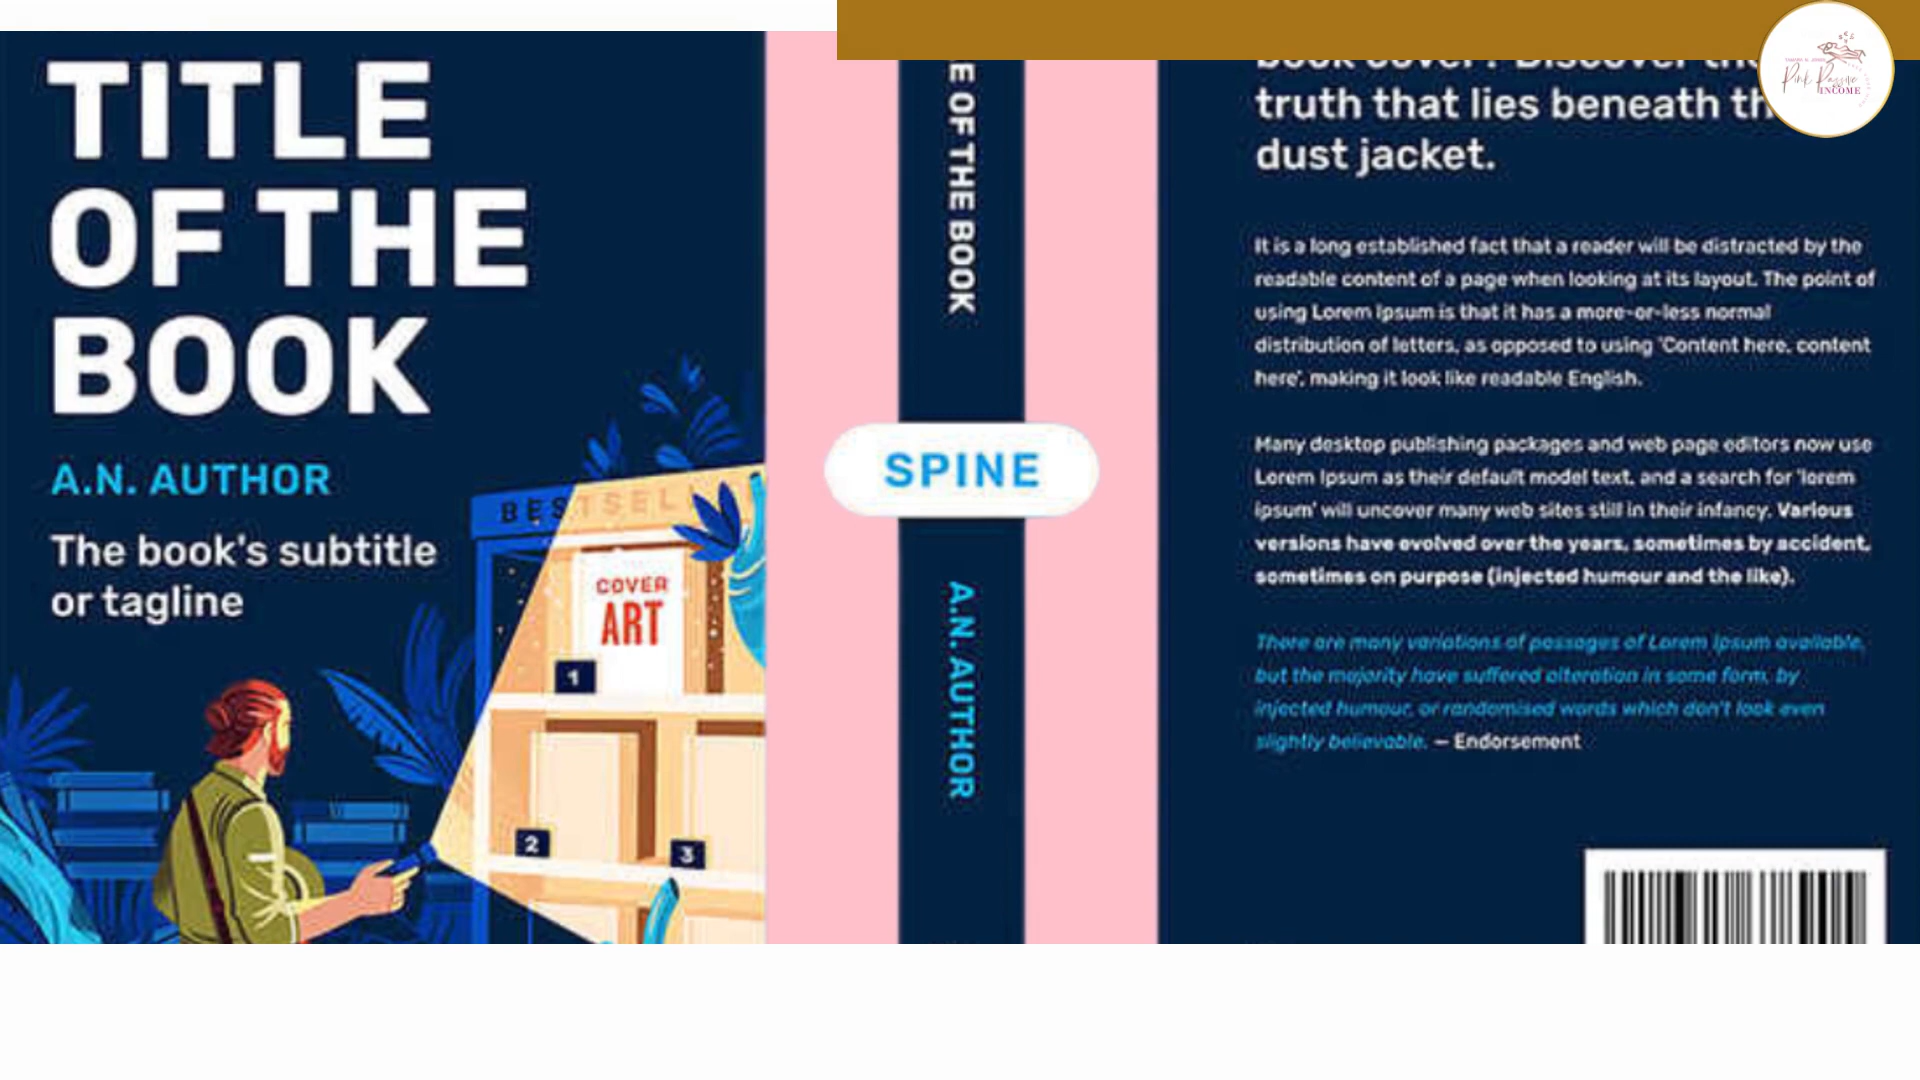 TITLE
OF THE
BOOK
A.N. AUTHOR
The book's subtitle
or tagline
BESTSEL
COVER
ART
1
2
3
E OF THE BOOK
SPINE
A.N. AUTHOR
book cover? Discover the
truth that lies beneath th
dust jacket.
It is a long established fact that a reader will be distracted by the
readable content of a page when looking at its layout. The point of
using Lorem Ipsum is that it has a more-or-less normal
distribution of letters, as opposed to using 'Content here, content
here', making it look like readable English.
Many desktop publishing packages and web page editors now use
Lorem Ipsum as their default model text, and a search for 'lorem
ipsum' will uncover many web sites still in their infancy. Various
versions have evolved over the years, sometimes by accident,
sometimes on purpose (injected humour and the like).
There are many variations of passages of Lorem Ipsum available,
but the majority have suffered alteration in some form, by
injected humour, or randomised words which don't look even
slightly believable. – Endorsement
Pink Passive
INCOME